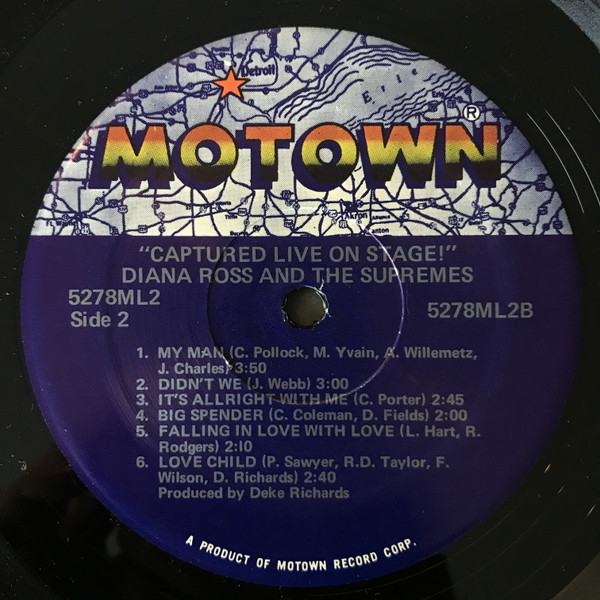 Detroit
Erie
MOTOWN®
Akron
"CAPTURED LIVE ON STAGE!"
DIANA ROSS AND THE SUPREMES
5278ML2
Side 2
5278ML2B
1. MY MAN (C. Pollock, M. Yvain, A. Willemetz,
J. Charles) 3:50
2. DIDN'T WE (J. Webb) 3:00
3. IT'S ALLRIGHT WITH ME (C. Porter) 2:45
4. BIG SPENDER (C. Coleman, D. Fields) 2:00
5. FALLING IN LOVE WITH LOVE (L. Hart, R.
Rodgers) 2:10
6. LOVE CHILD (P. Sawyer, R.D. Taylor, F.
Wilson, D. Richards) 2:40
Produced by Deke Richards
A PRODUCT OF MOTOWN RECORD CORP.